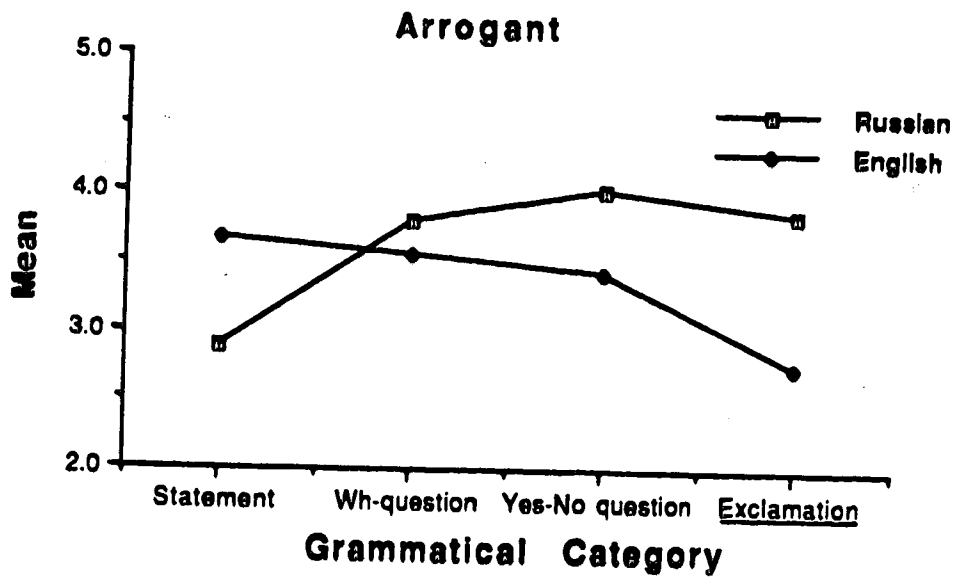 Arrogant
5.0
4.0
3.0
2.0
Mean
Russian
English
Statement Wh-question Yes-No question Exclamation
Grammatical Category